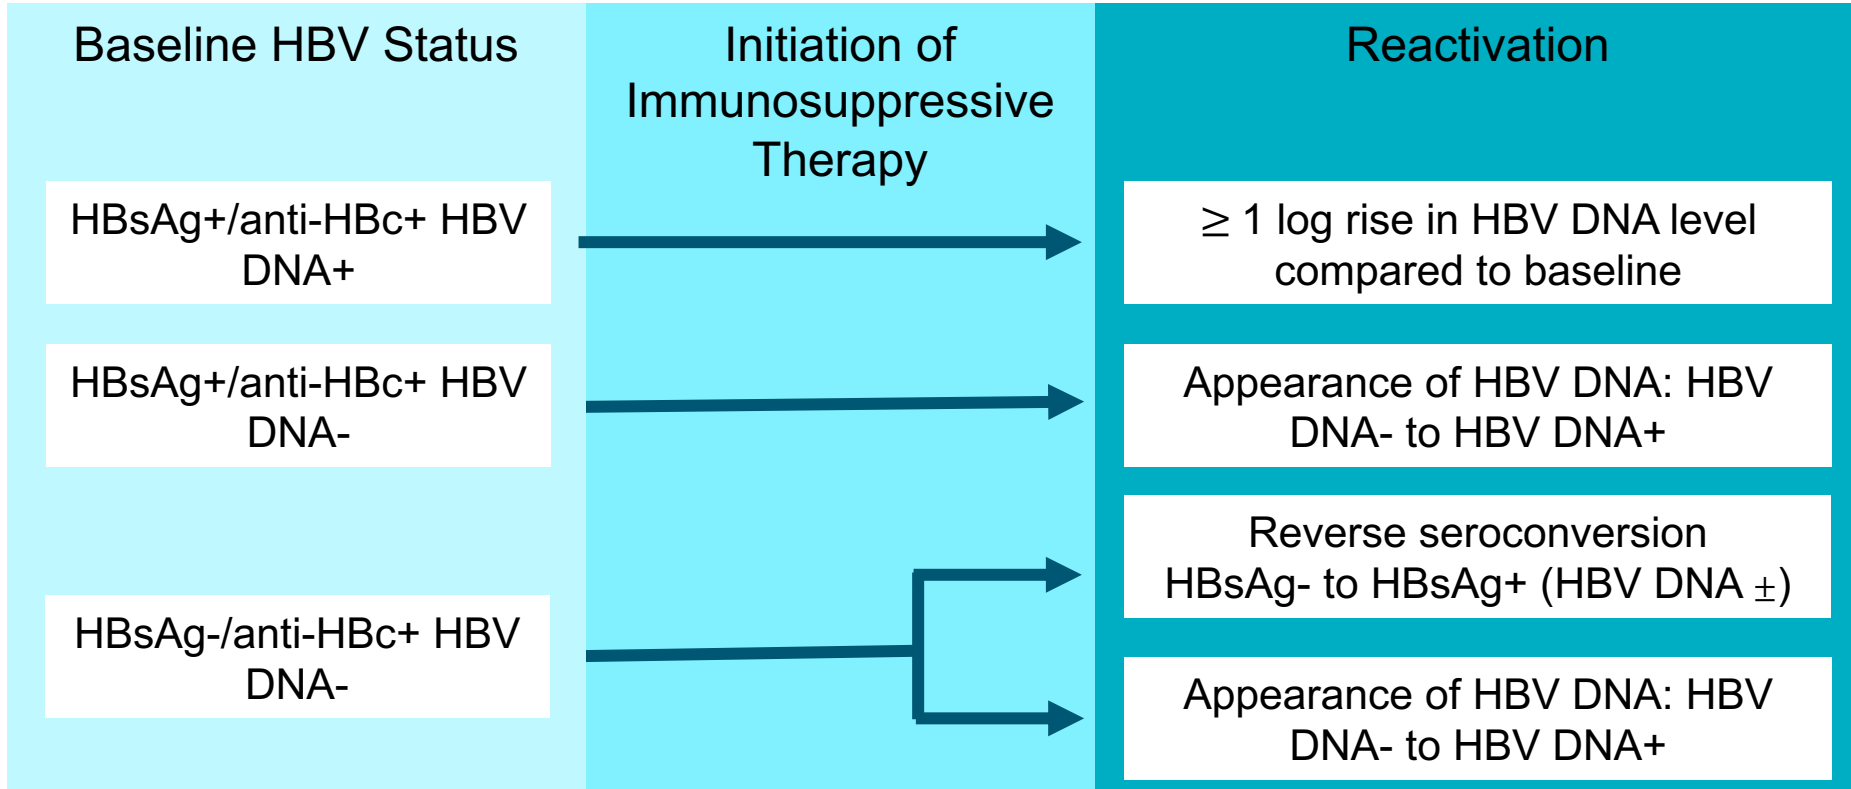 Baseline HBV Status
Initiation of
Immunosuppressive
Therapy
Reactivation
HBsAg+/anti-HBc+ HBV
DNA+
≥ 1 log rise in HBV DNA level
compared to baseline
HBsAg+/anti-HBc+ HBV
DNA-
Appearance of HBV DNA: HBV
DNA- to HBV DNA+
HBsAg-/anti-HBc+ HBV
DNA-
Reverse seroconversion
HBsAg- to HBsAg+ (HBV DNA ±)
Appearance of HBV DNA: HBV
DNA- to HBV DNA+